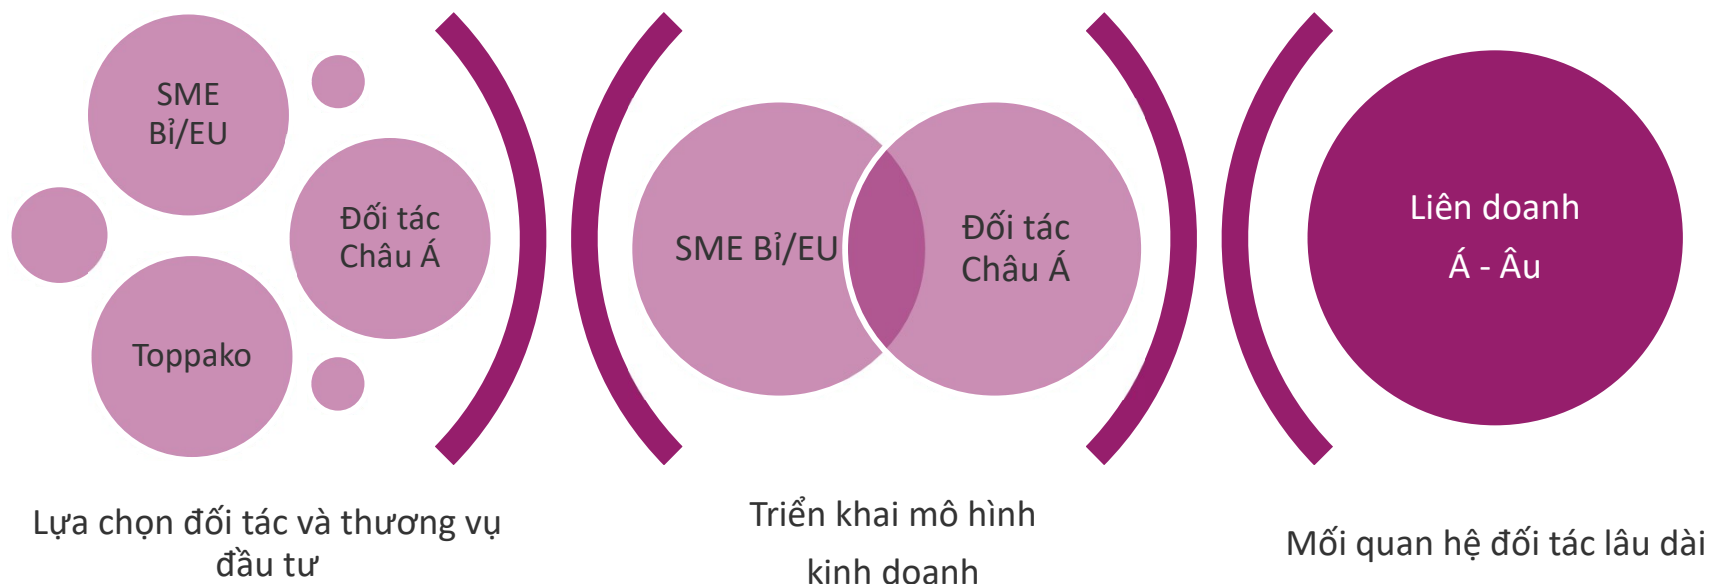 SME
Bỉ/EU
Đối tác
Châu Á
Toppako
Lựa chọn đối tác và thương vụ
đầu tư
SME Bỉ/EU
Đối tác
Châu Á
Triển khai mô hình
kinh doanh
Liên doanh
Á - Âu
Mối quan hệ đối tác lâu dài